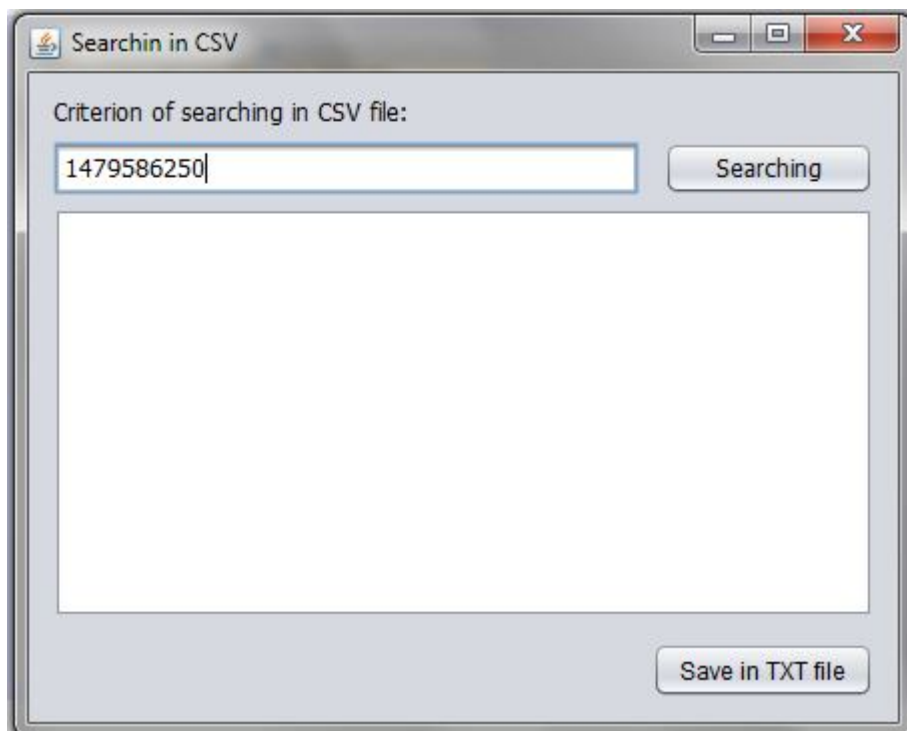 Searchin in CSV
Criterion of searching in CSV file:
1479586250
Searching
Save in TXT file